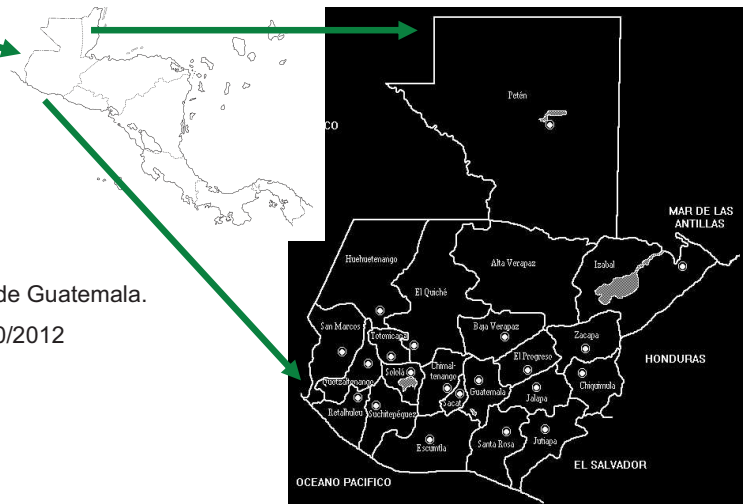 Petén
CO
MAR DE LAS
ANTILLAS
Huehuetenango
Alta Verapaz
Izabal
El Quiché
de Guatemala.
0/2012
San Marcos
Totonicapá
Baja Verapaz
Zacapa
El Progreso
HONDURAS
Sololá
Chimal-
tenango
Quetzaltenango
Guatemala
Chiquimula
Sacat.
Jalapa
Retalhuleu
Suchitepéquez
Escuintla
Santa Rosa
Jutiapa
EL SALVADOR
OCEANO PACIFICO